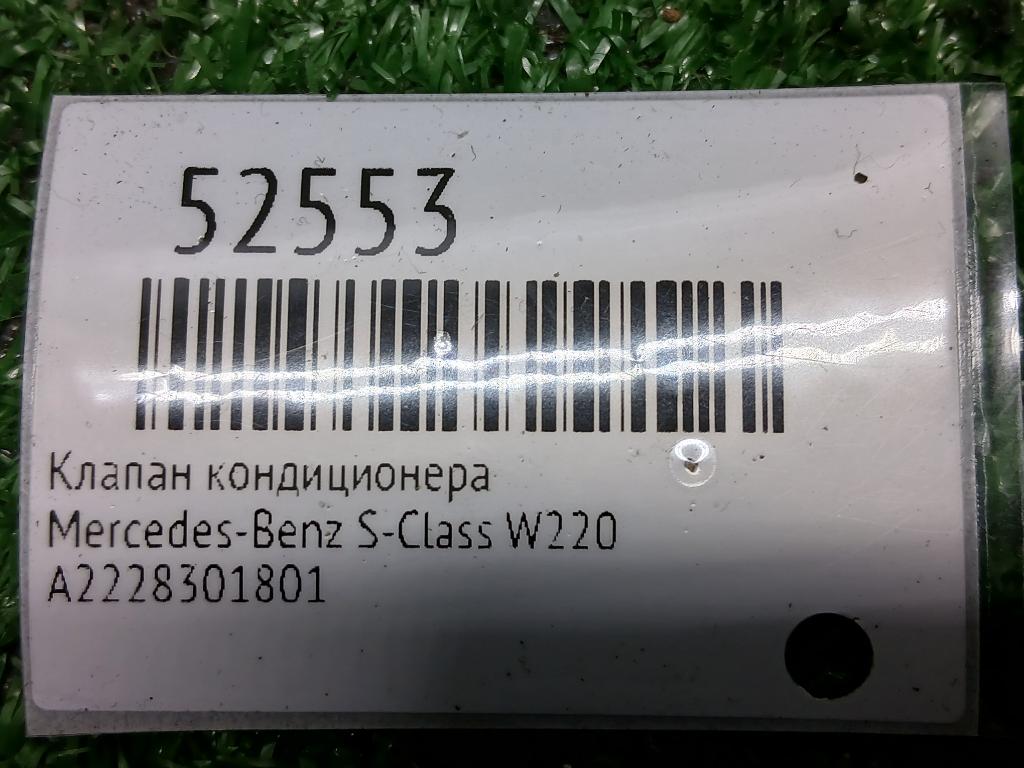 52553
Клапан кондиционера
Mercedes-Benz S-Class W220
A2228301801